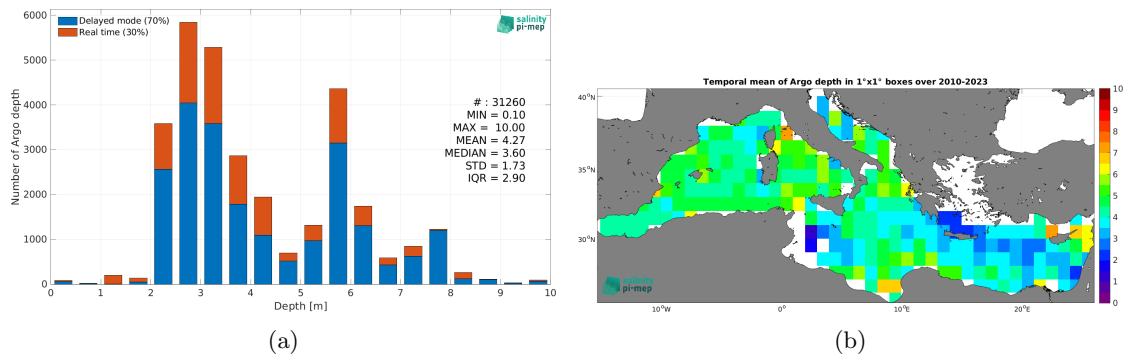 Delayed mode (70%)
Real time (30%)
salinity
pi-mep
Number of Argo depth
6000
5000
4000
3000
2000
1000
0
# : 31260
MIN = 0.10
MAX = 10.00
MEAN = 4.27
MEDIAN = 3.60
STD = 1.73
IQR = 2.90
0 1 2 3 4 5 6 7 8 9 10
Depth [m]
(a)
Temporal mean of Argo depth in 1°x1° boxes over 2010-2023
40°N
35°N
30°N
10°W 0° 10°E 20°E
10
9
8
7
6
5
4
3
2
1
0
salinity
pi-mep
(b)